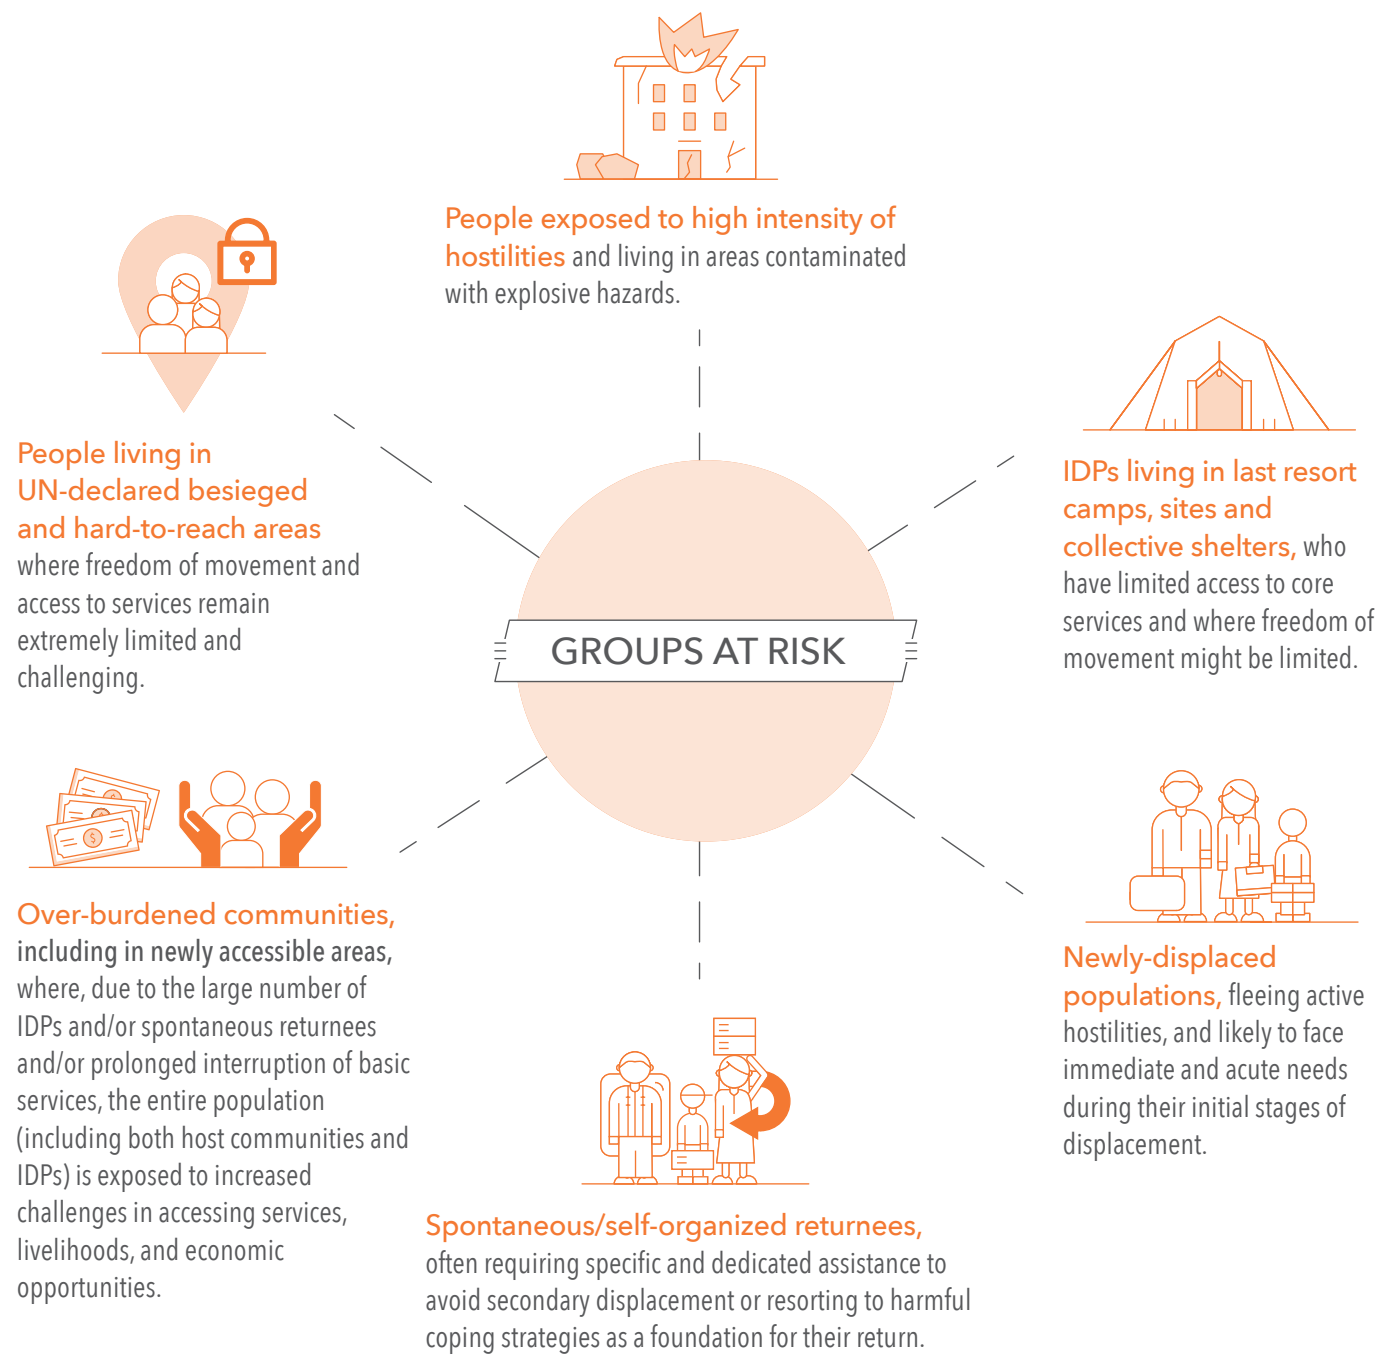 People exposed to high intensity of
hostilities and living in areas contaminated
with explosive hazards.
People living in
UN-declared besieged
and hard-to-reach areas
where freedom of movement and
access to services remain
extremely limited and
challenging.
IDPs living in last resort
camps, sites and
collective shelters, who
have limited access to core
services and where freedom of
movement might be limited.
GROUPS AT RISK
Over-burdened communities,
including in newly accessible areas,
where, due to the large number of
IDPs and/or spontaneous returnees
and/or prolonged interruption of basic
services, the entire population
(including both host communities and
IDPs) is exposed to increased
challenges in accessing services,
livelihoods, and economic
opportunities.
Newly-displaced
populations, fleeing active
hostilities, and likely to face
immediate and acute needs
during their initial stages of
displacement.
Spontaneous/self-organized returnees,
often requiring specific and dedicated assistance to
avoid secondary displacement or resorting to harmful
coping strategies as a foundation for their return.